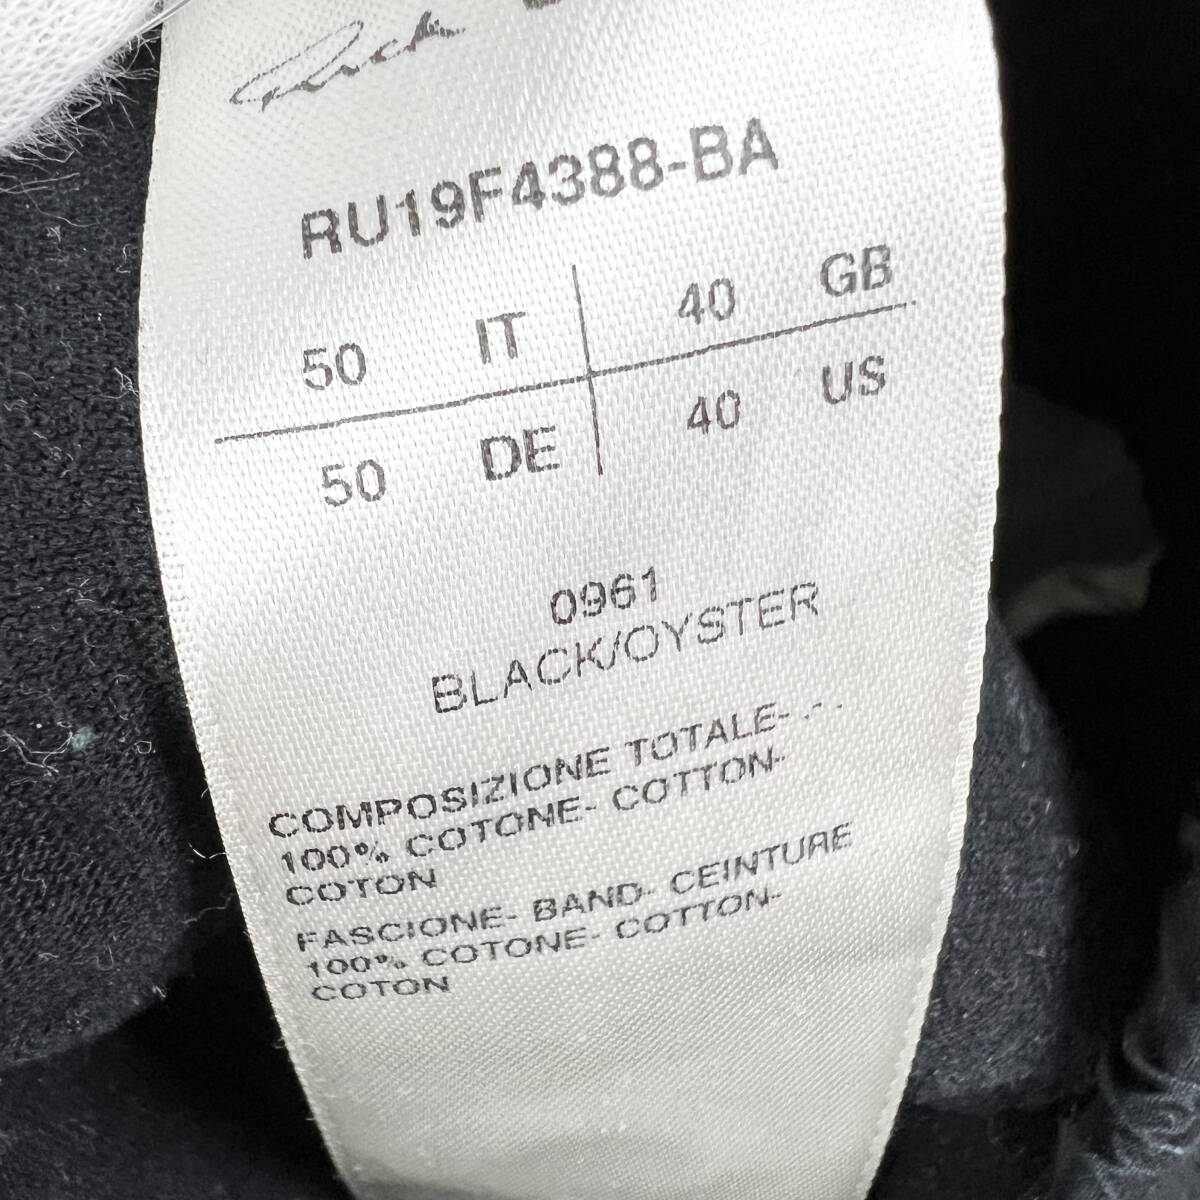 Rick
RU19F4388-BA
50 IT 40 GB
50 DE 40 US
0961
BLACK/OYSTER
COMPOSIZIONE TOTALE-
100% COTONE- COTTON-
COTON
FASCIONE- BAND- CEINTURE
100% COTONE- COTTON-
COTON